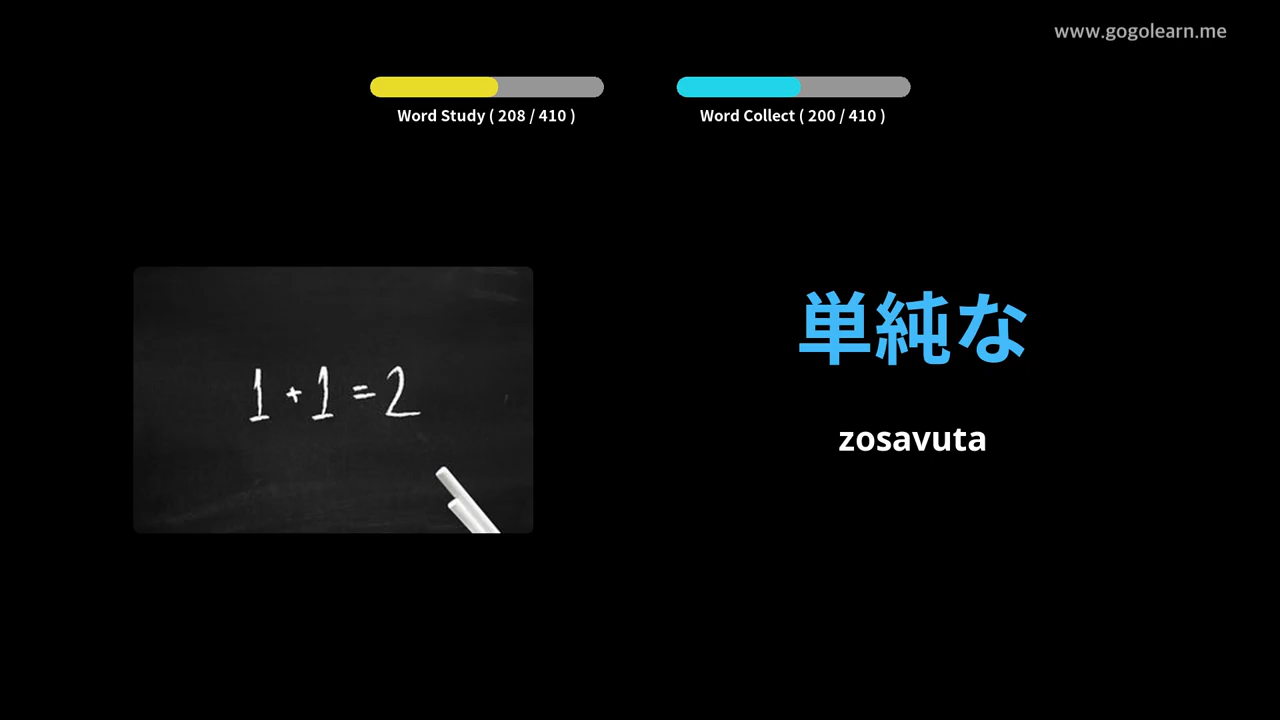 www.gogolearn.me
Word Study ( 208 / 410 )
Word Collect ( 200 / 410 )
1 + 1 = 2
単純な
zosavuta